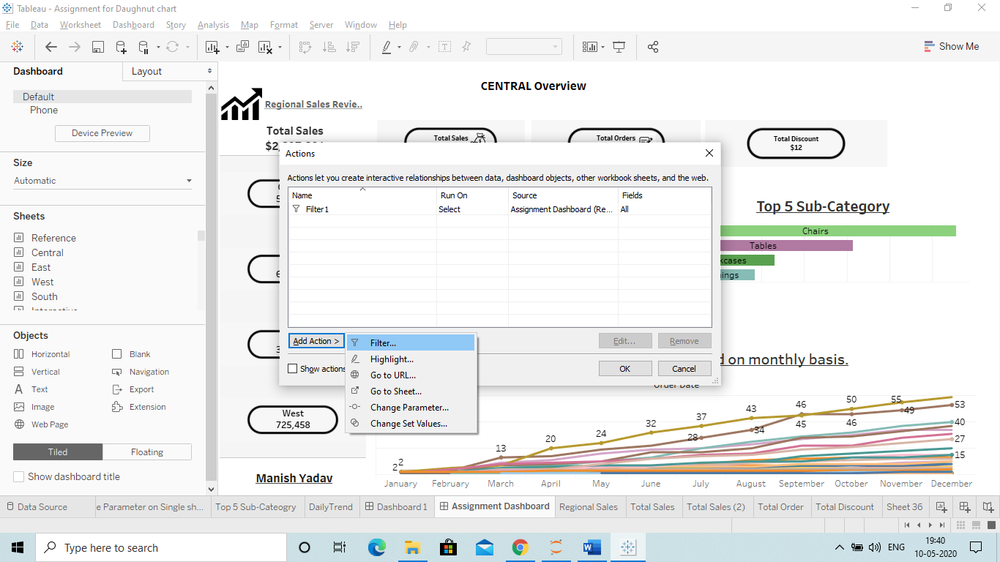 Tableau - Assignment for Daughnut chart
File Data Worksheet Dashboard Story Analysis Map Format Server Window Help
Show Me
Dashboard Layout
Default
Phone
Device Preview
Size
Automatic
Sheets
Reference
Central
East
West
South
Objects
Horizontal Blank
Vertical Navigation
Text Export
Image Extension
Web Page
Tiled Floating
Show dashboard title
CENTRAL Overview
Regional Sales Revie..
Total Sales
Total Sales
Total Orders
Total Discount
$12
Actions
Actions let you create interactive relationships between data, dashboard objects, other workbook sheets, and the web.
Name Run On Source Fields
Filter1 Select Assignment Dashboard (Re... All
Add Action > Edit... Remove
Show actions
OK Cancel
Filter...
Highlight...
Go to URL...
Go to Sheet...
Change Parameter...
Change Set Values...
Top 5 Sub-Category
Chairs
Tables
kcases
ings
d on monthly basis.
Order Date
West
725,458
Manish Yadav
2 2 13 20 24 32 37 43 46 50 55 53
28 34 45 46 49
40
27
15
January February March April May June July August September October November December
Data Source e Parameter on Single sh... Top 5 Sub-Cateogry DailyTrend Dashboard 1 Assignment Dashboard Regional Sales Total Sales Total Sales (2) Total Order Total Discount Sheet 36
Type here to search
ENG
19:40
10-05-2020